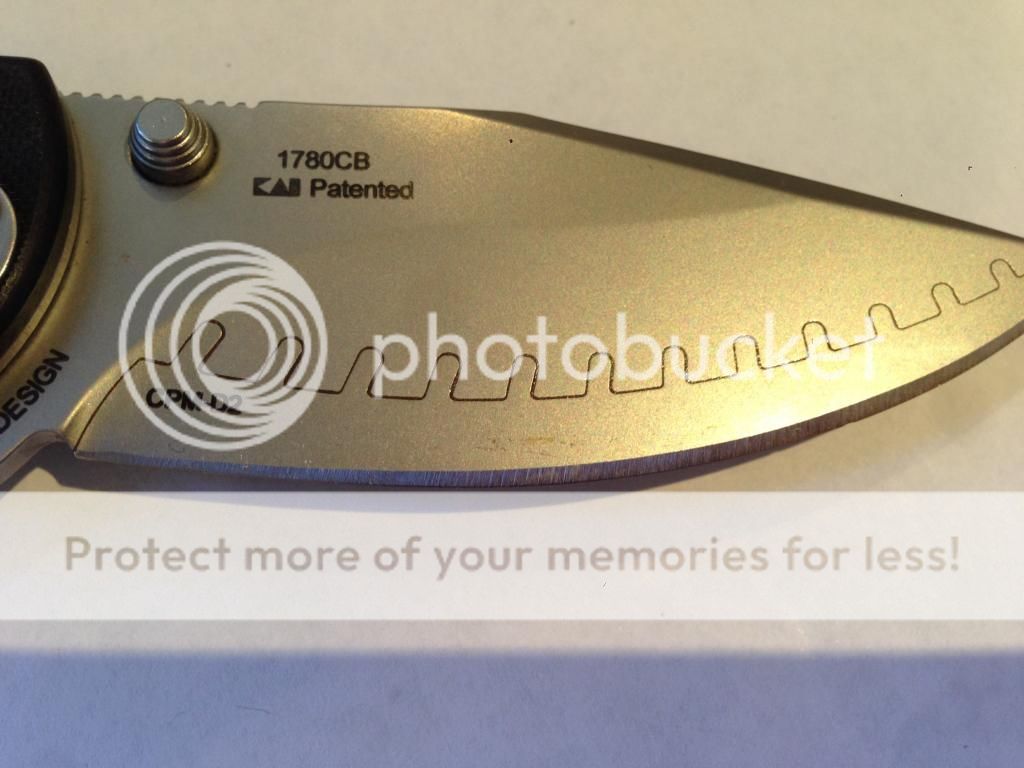 1780CB
KAI Patented
photobucket
DESIGN
CPM-D2
Protect more of your memories for less!